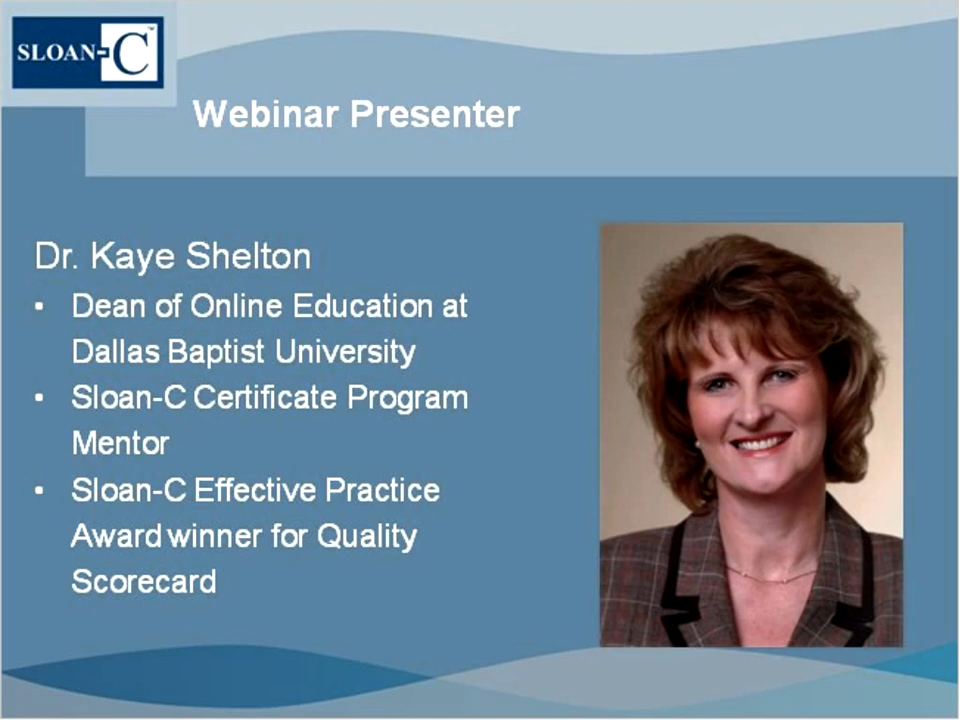 SLOAN-C™
Webinar Presenter
Dr. Kaye Shelton
• Dean of Online Education at
Dallas Baptist University
• Sloan-C Certificate Program
Mentor
• Sloan-C Effective Practice
Award winner for Quality
Scorecard